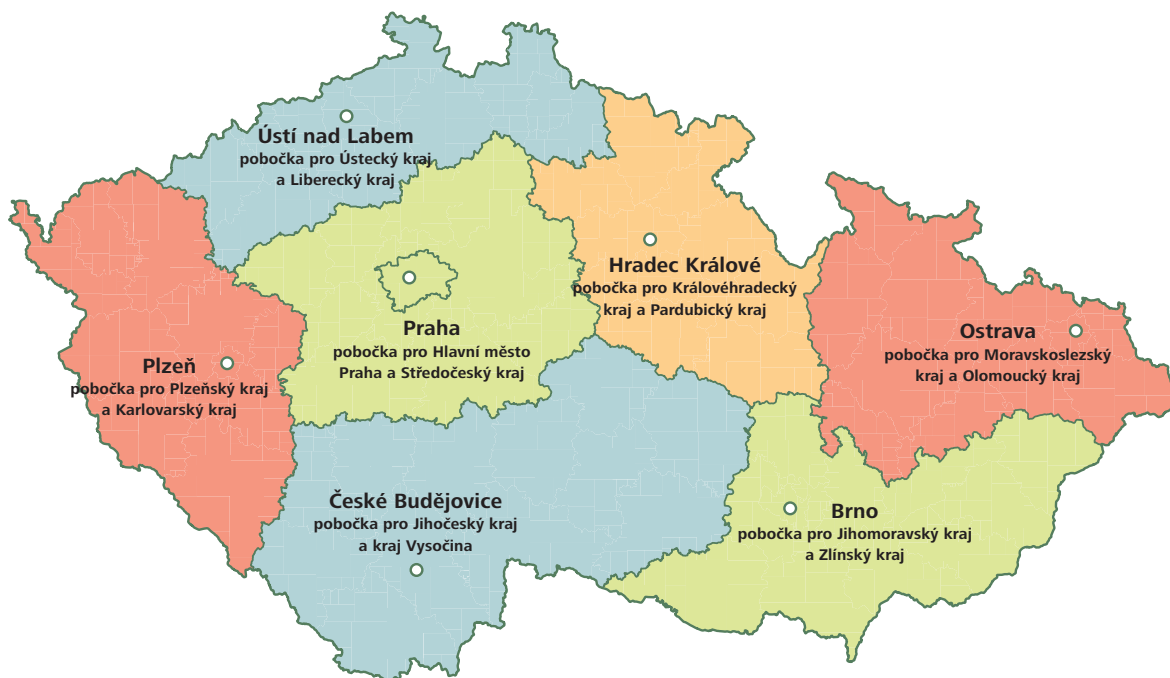 Ústí nad Labem
pobočka pro Ústecký kraj
a Liberecký kraj
Hradec Králové
pobočka pro Královéhradecký
kraj a Pardubický kraj
Praha
pobočka pro Hlavní město
Praha a Středočeský kraj
Ostrava
pobočka pro Moravskoslezský
kraj a Olomoucký kraj
Plzeň
pobočka pro Plzeňský kraj
a Karlovarský kraj
České Budějovice
pobočka pro Jihočeský kraj
a kraj Vysočina
Brno
pobočka pro Jihomoravský kraj
a Zlínský kraj